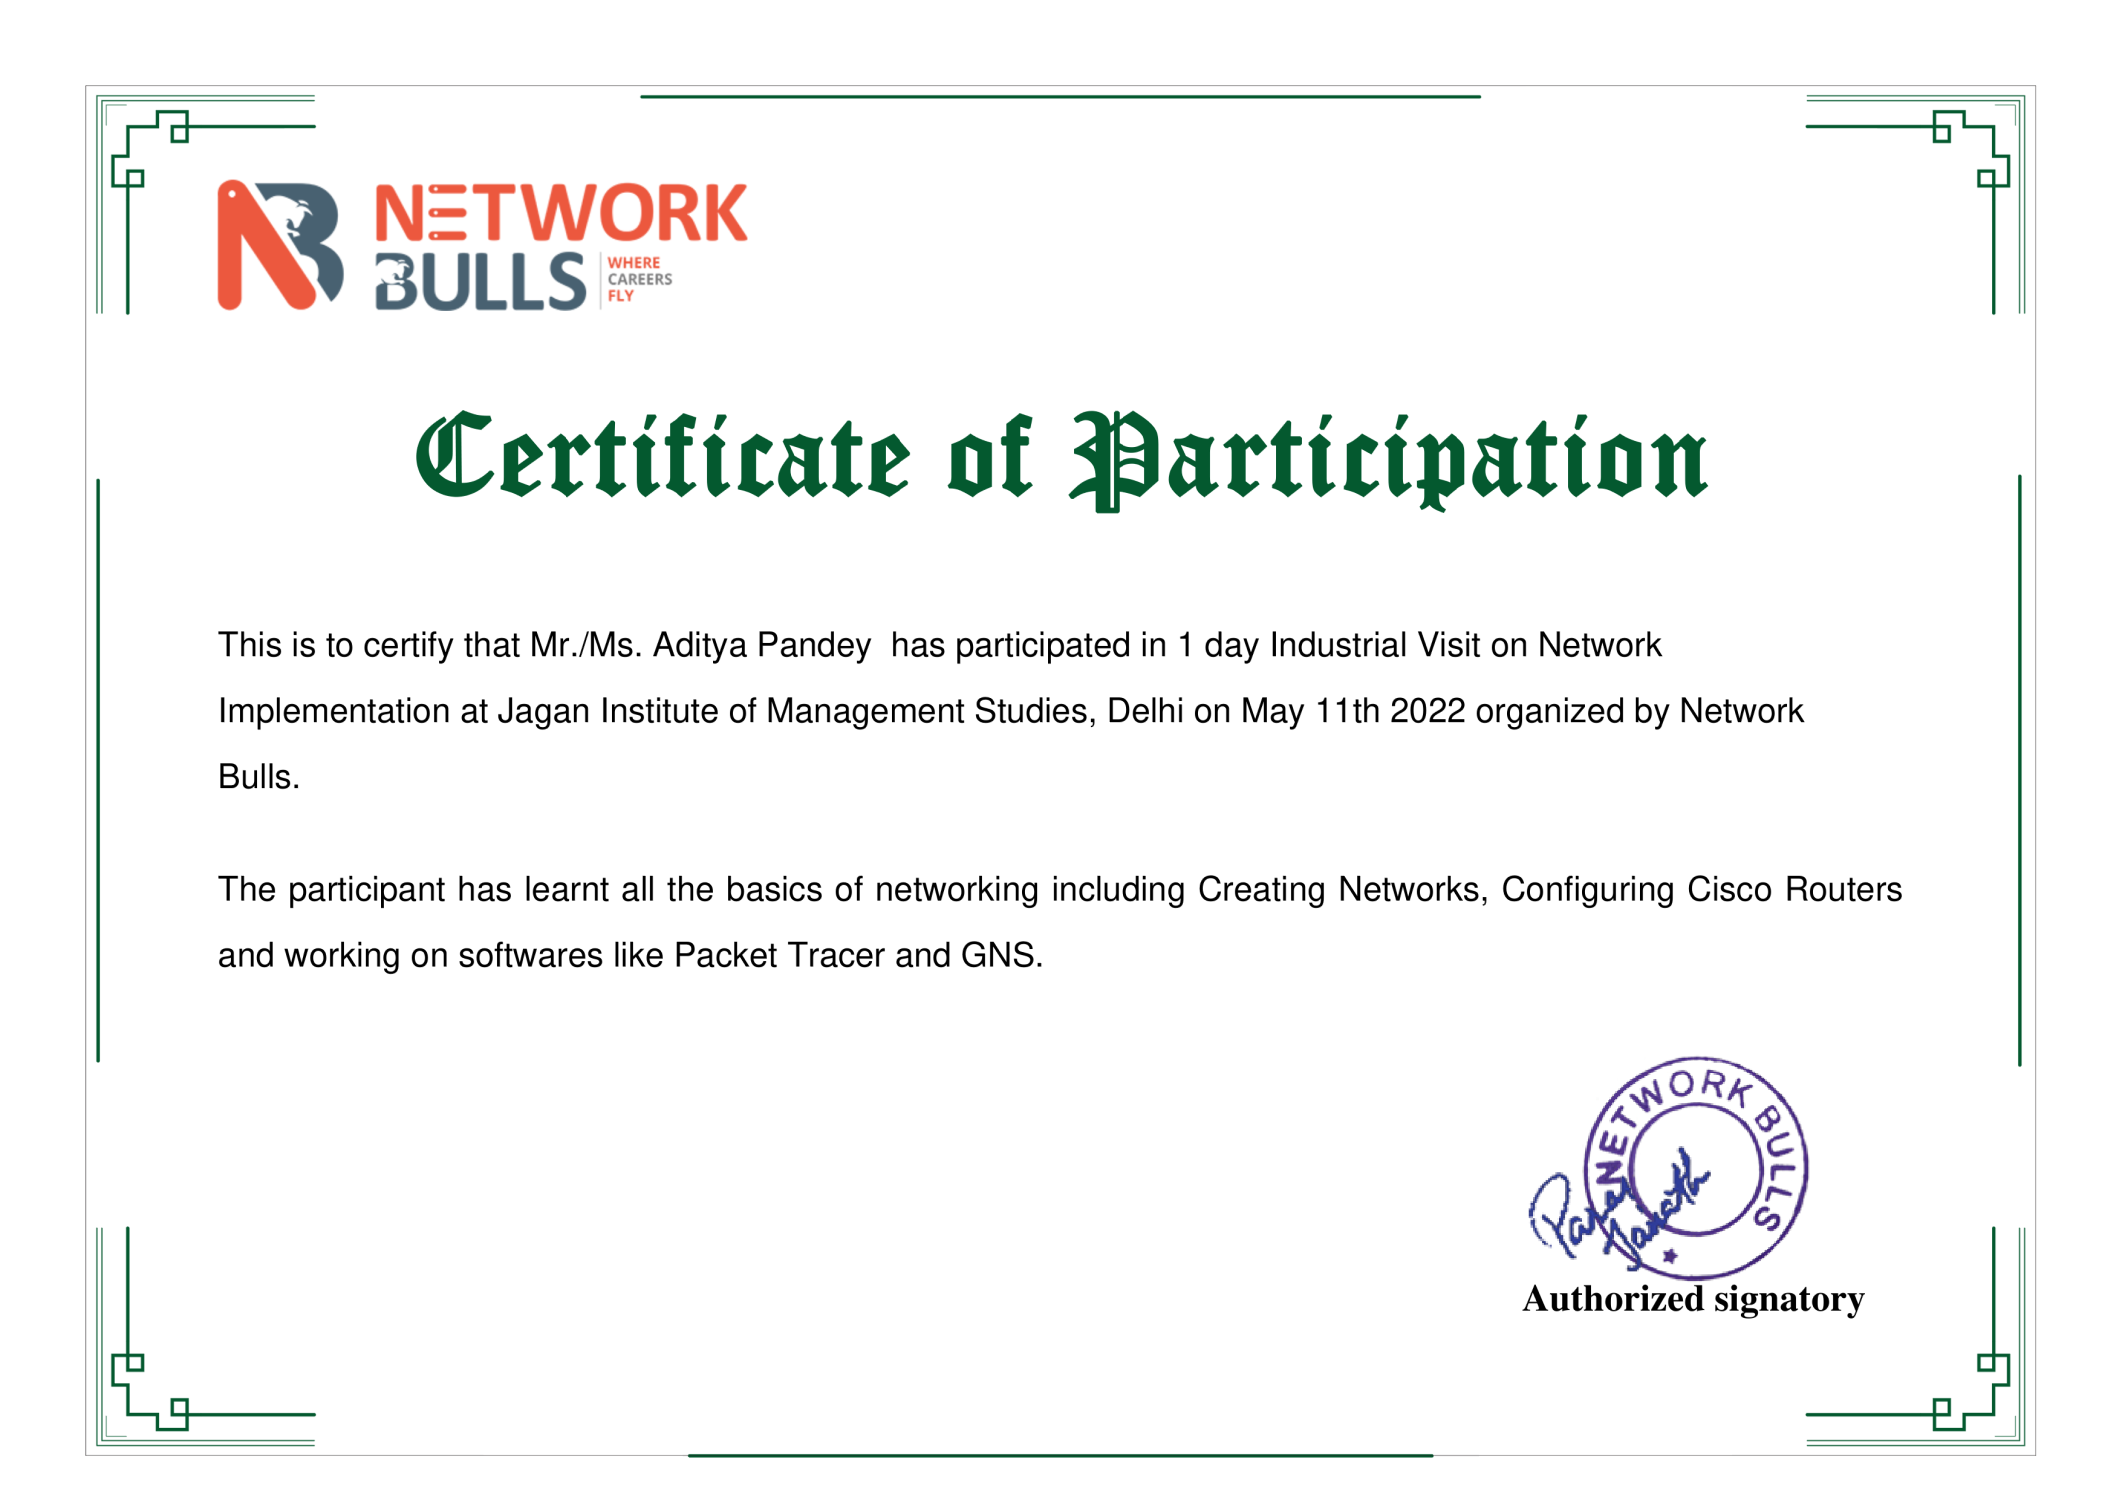 NETWORK
BULLS
WHERE
CAREERS
FLY
Certificate of Participation
This is to certify that Mr./Ms. Aditya Pandey  has participated in 1 day Industrial Visit on Network
Implementation at Jagan Institute of Management Studies, Delhi on May 11th 2022 organized by Network
Bulls.
The participant has learnt all the basics of networking including Creating Networks, Configuring Cisco Routers
and working on softwares like Packet Tracer and GNS.
NETWORK BULLS
Authorized signatory